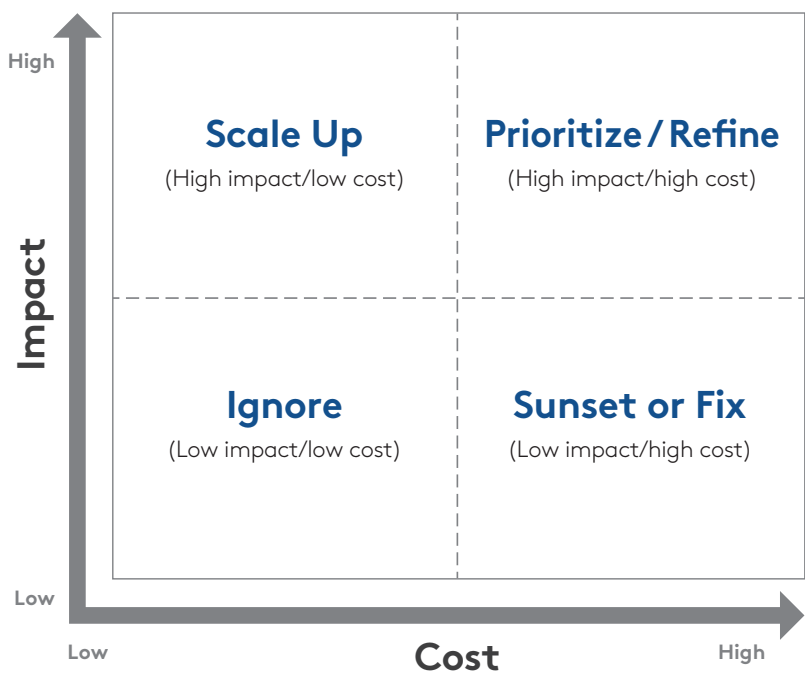 High
Scale Up
(High impact/low cost)
Prioritize / Refine
(High impact/high cost)
Impact
Ignore
(Low impact/low cost)
Sunset or Fix
(Low impact/high cost)
Low
Low
Cost
High